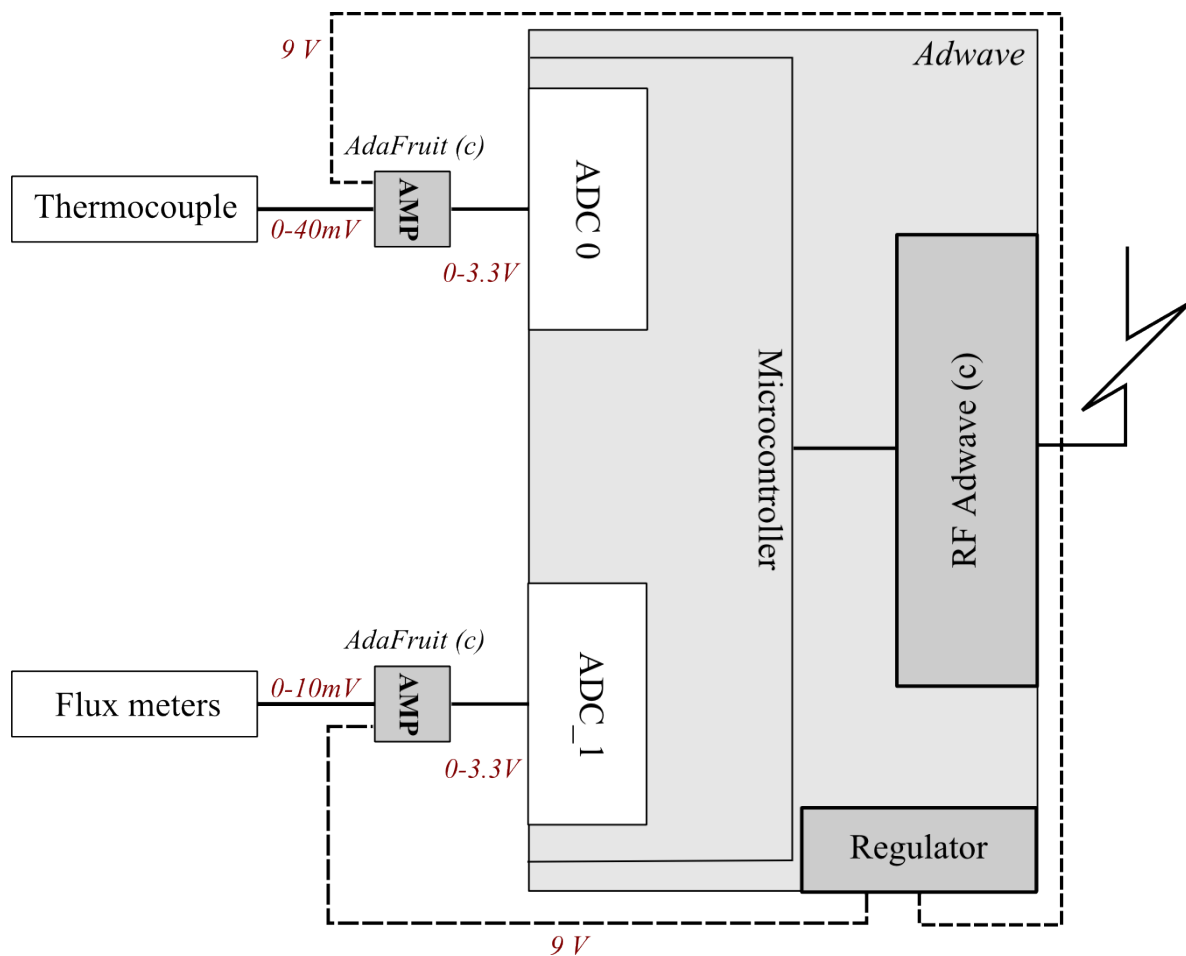 9 V
Adwave
AdaFruit (c)
Thermocouple
0-40mV
AMP
0-3.3V
ADC 0
Microcontroller
RF Adwave (c)
AdaFruit (c)
Flux meters
0-10mV
AMP
0-3.3V
ADC_1
Regulator
9 V